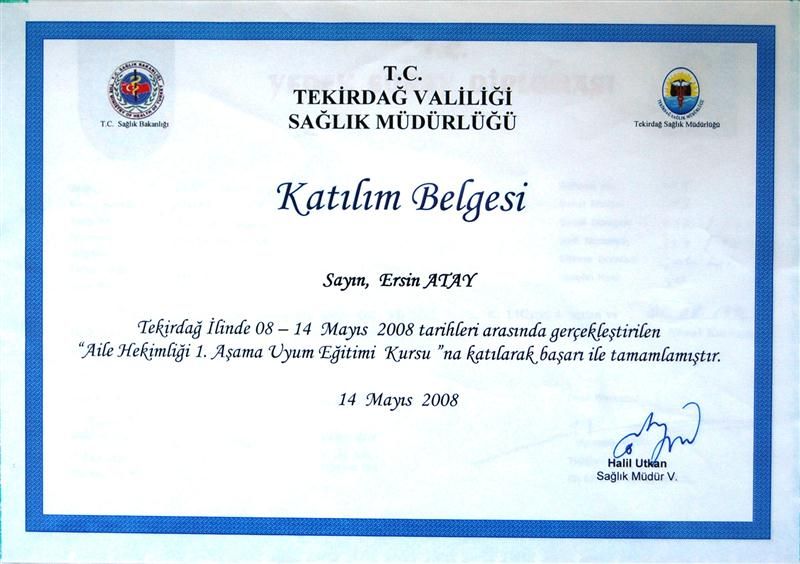 T.C.
TEKİRDAĞ VALİLİĞİ
SAĞLIK MÜDÜRLÜĞÜ
T.C. Sağlık Bakanlığı
Tekirdağ Sağlık Müdürlüğü
Katılım Belgesi
Sayın, Ersin ATAY
Tekirdağ İlinde 08 – 14 Mayıs 2008 tarihleri arasında gerçekleştirilen
“Aile Hekimliği 1. Aşama Uyum Eğitimi Kursu ”na katılarak başarı ile tamamlamıştır.
14 Mayıs 2008
Halil Utkan
Sağlık Müdür V.